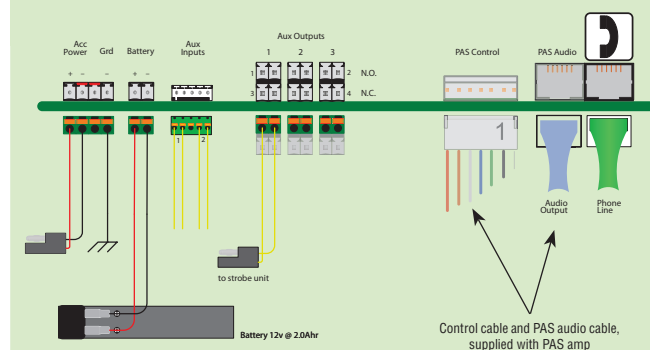 Aux Outputs
Acc
Power
Grd
Battery
Aux
Inputs
1
2
3
PAS Control
PAS Audio
+
–
–
+
–
1
2
N.O.
3
4
N.C.
1
2
1
Audio
Output
Phone
Line
to strobe unit
Battery 12v @ 2.0Ahr
Control cable and PAS audio cable,
supplied with PAS amp